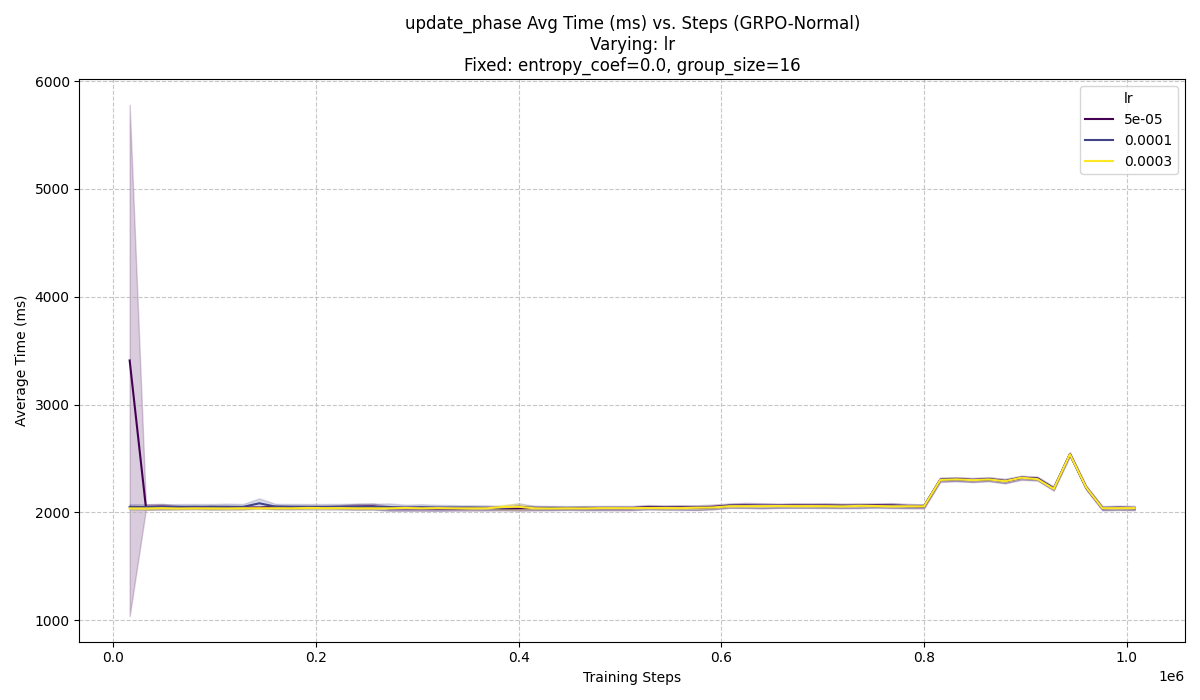 update_phase Avg Time (ms) vs. Steps (GRPO-Normal)
Varying: lr
Fixed: entropy_coef=0.0, group_size=16
Average Time (ms)
6000
5000
4000
3000
2000
1000
lr
5e-05
0.0001
0.0003
0.0
0.2
0.4
0.6
0.8
1.0
1e6
Training Steps